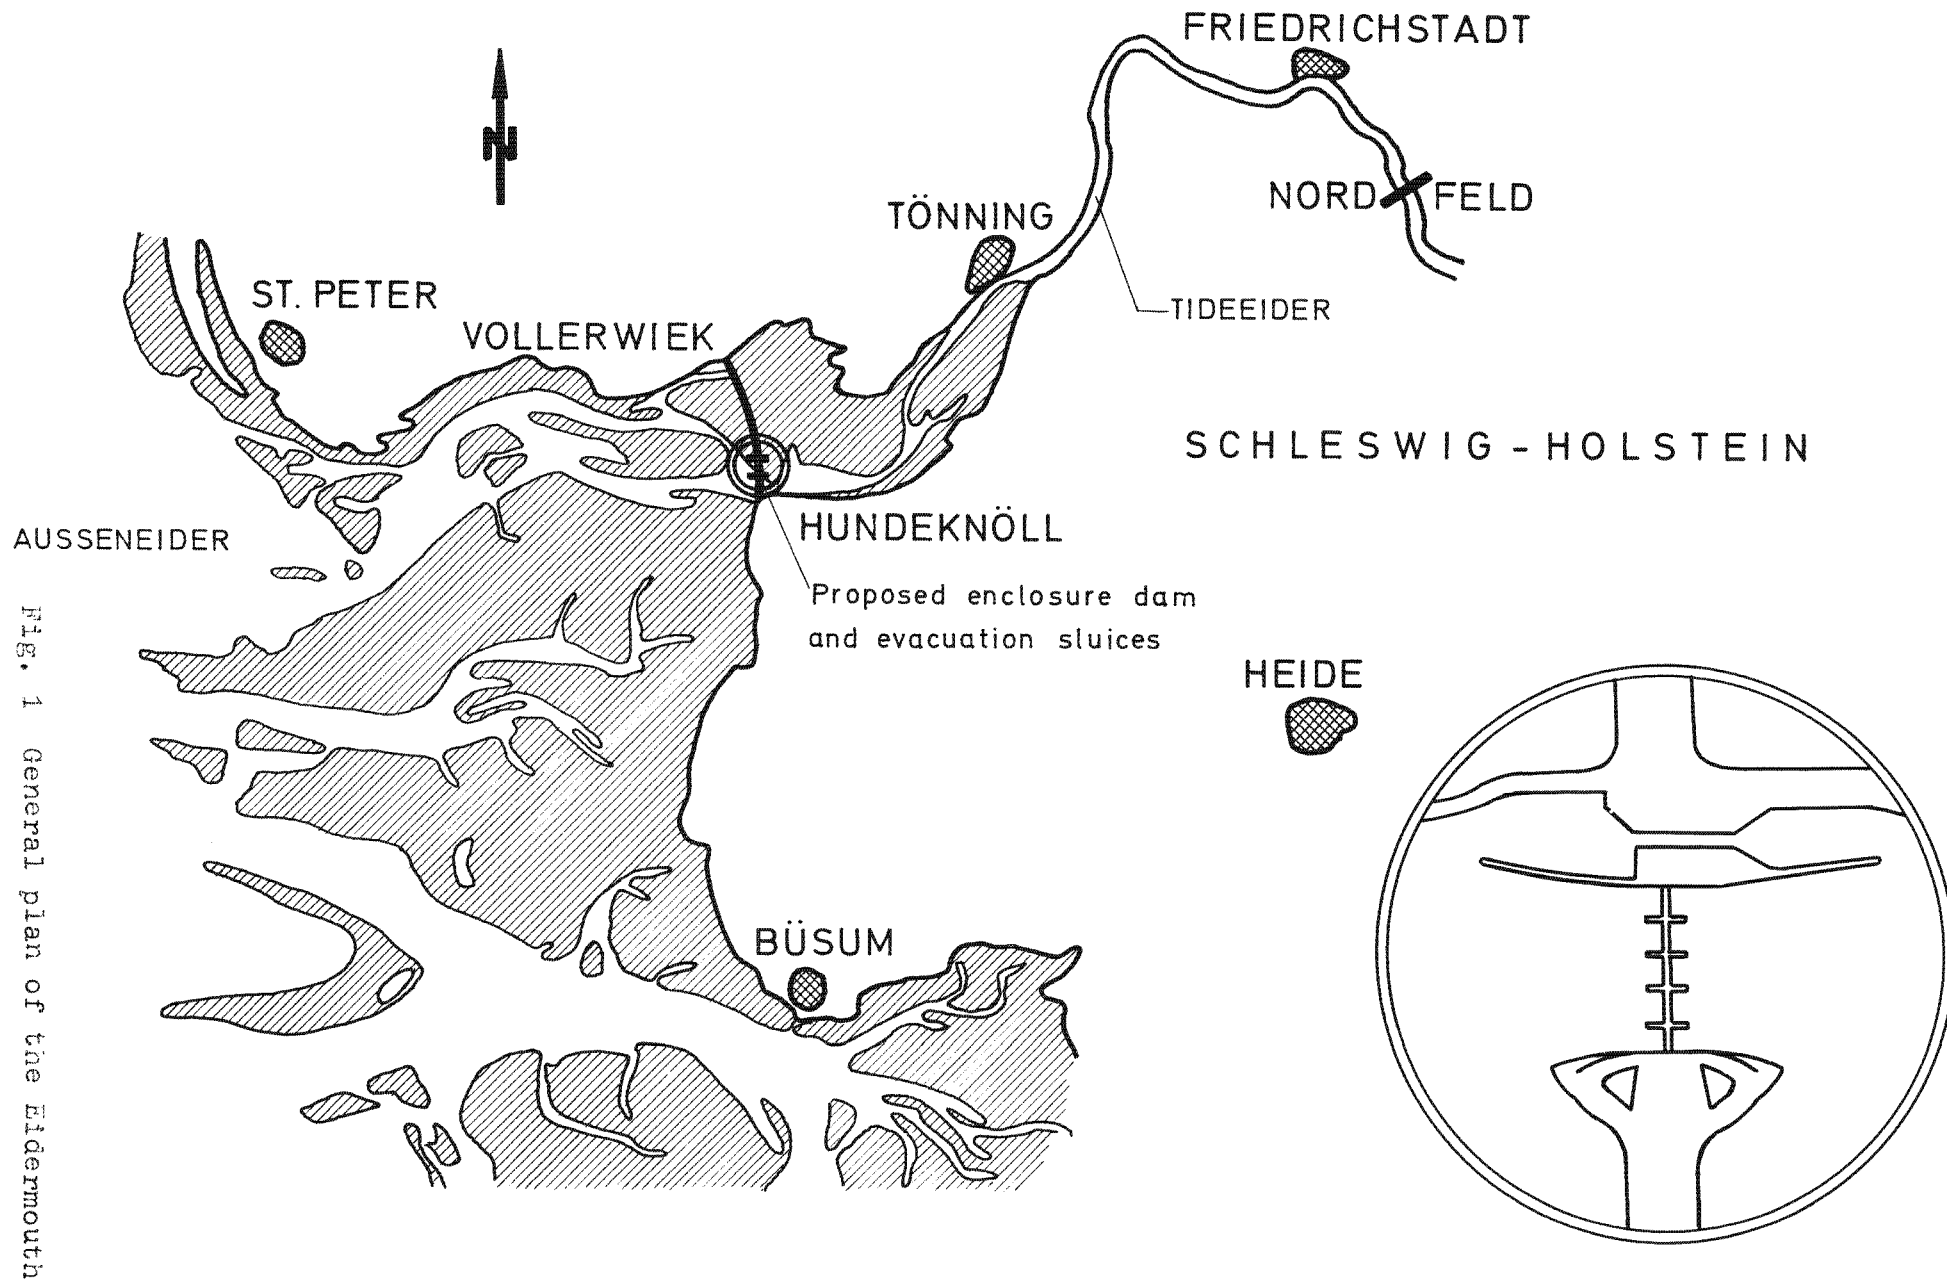 FRIEDRICHSTADT
N
NORD FELD
TÖNNING
ST. PETER
TIDEEIDER
VOLLERWIEK
SCHLESWIG - HOLSTEIN
AUSSENEIDER
HUNDEKNÖLL
Proposed enclosure dam
and evacuation sluices
HEIDE
BÜSUM
Fig. 1 General plan of the Eidermouth